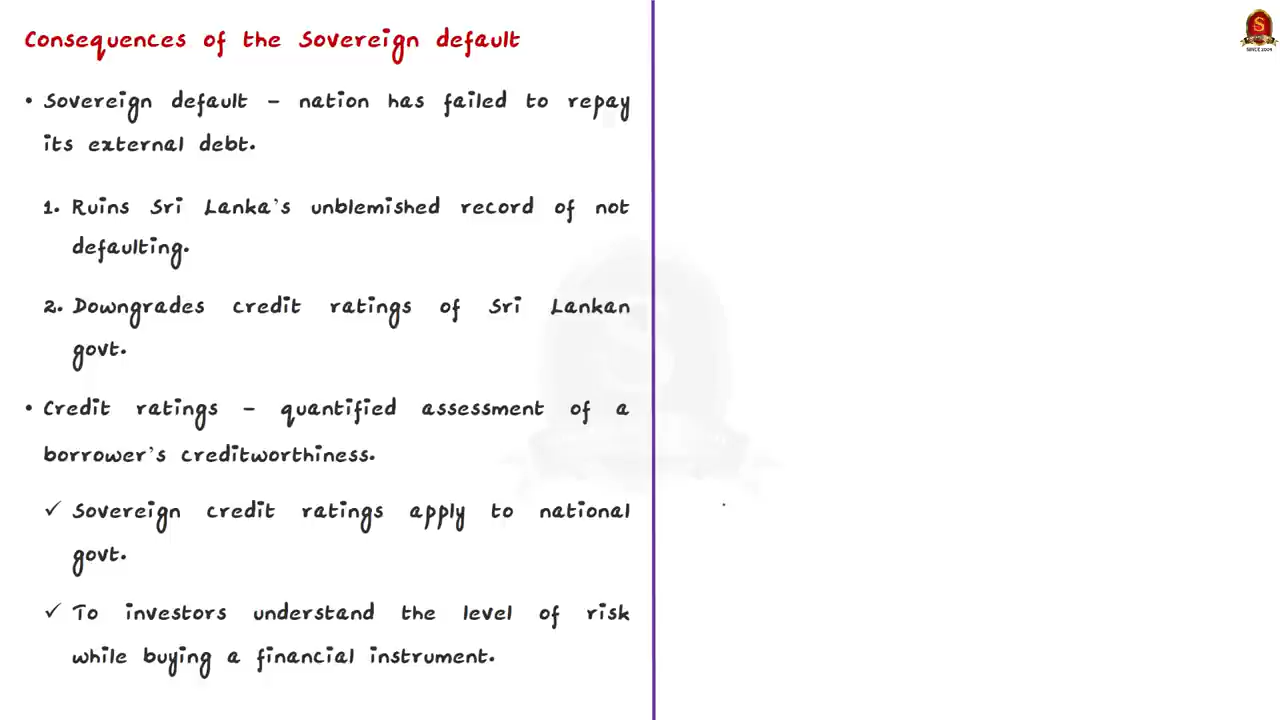 Consequences of the Sovereign default
• Sovereign default – nation has failed to repay
its external debt.
1. Ruins Sri Lanka's unblemished record of not
defaulting.
2. Downgrades credit ratings of Sri Lankan
govt.
• Credit ratings – quantified assessment of a
borrower's creditworthiness.
✓ Sovereign credit ratings apply to national
govt.
✓ To investors understand the level of risk
while buying a financial instrument.
S
SINCE 2004